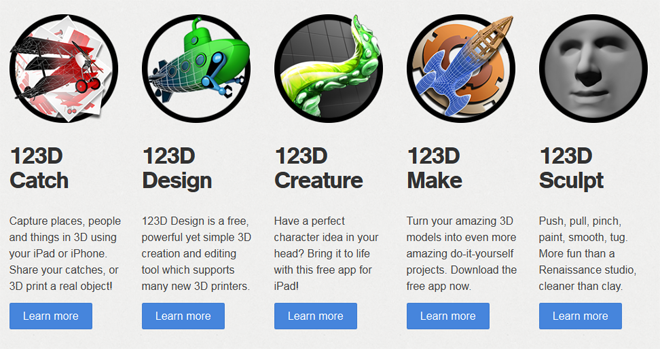 123D
Catch
Capture places, people
and things in 3D using
your iPad or iPhone.
Share your catches, or
3D print a real object!
Learn more
123D
Design
123D Design is a free,
powerful yet simple 3D
creation and editing
tool which supports
many new 3D printers.
Learn more
123D
Creature
Have a perfect
character idea in your
head? Bring it to life
with this free app for
iPad!
Learn more
123D
Make
Turn your amazing 3D
models into even more
amazing do-it-yourself
projects. Download the
free app now.
Learn more
123D
Sculpt
Push, pull, pinch,
paint, smooth, tug.
More fun than a
Renaissance studio,
cleaner than clay.
Learn more